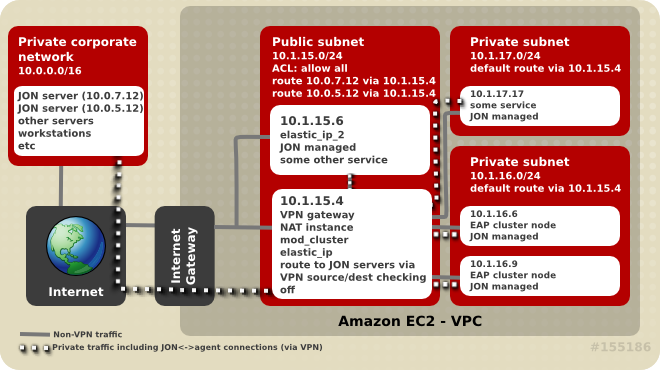 Private corporate
network
10.0.0.0/16
JON server (10.0.7.12)
JON server (10.0.5.12)
other servers
workstations
etc
Internet
Internet
Gateway
Public subnet
10.1.15.0/24
ACL: allow all
route 10.0.7.12 via 10.1.15.4
route 10.0.5.12 via 10.1.15.4
10.1.15.6
elastic_ip_2
JON managed
some other service
10.1.15.4
VPN gateway
NAT instance
mod_cluster
elastic_ip
route to JON servers via
VPN source/dest checking
off
Private subnet
10.1.17.0/24
default route via 10.1.15.4
10.1.17.17
some service
JON managed
Private subnet
10.1.16.0/24
default route via 10.1.15.4
10.1.16.6
EAP cluster node
JON managed
10.1.16.9
EAP cluster node
JON managed
Amazon EC2 - VPC
Non-VPN traffic
Private traffic including JON<->agent connections (via VPN)
#155186